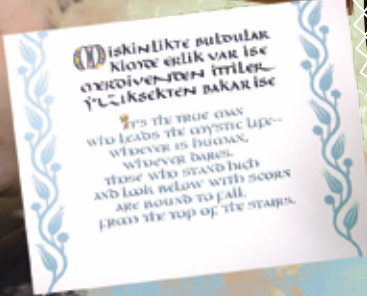 Miskinlikte buldular
kimde erlik var ise
merdivenden ittiler
yüksekten bakar ise
It's the true man
who leads the mystic life--
whoever is human,
whoever dares.
Those who stand high
and look below with scorn
are bound to fall,
from the top of the stairs.